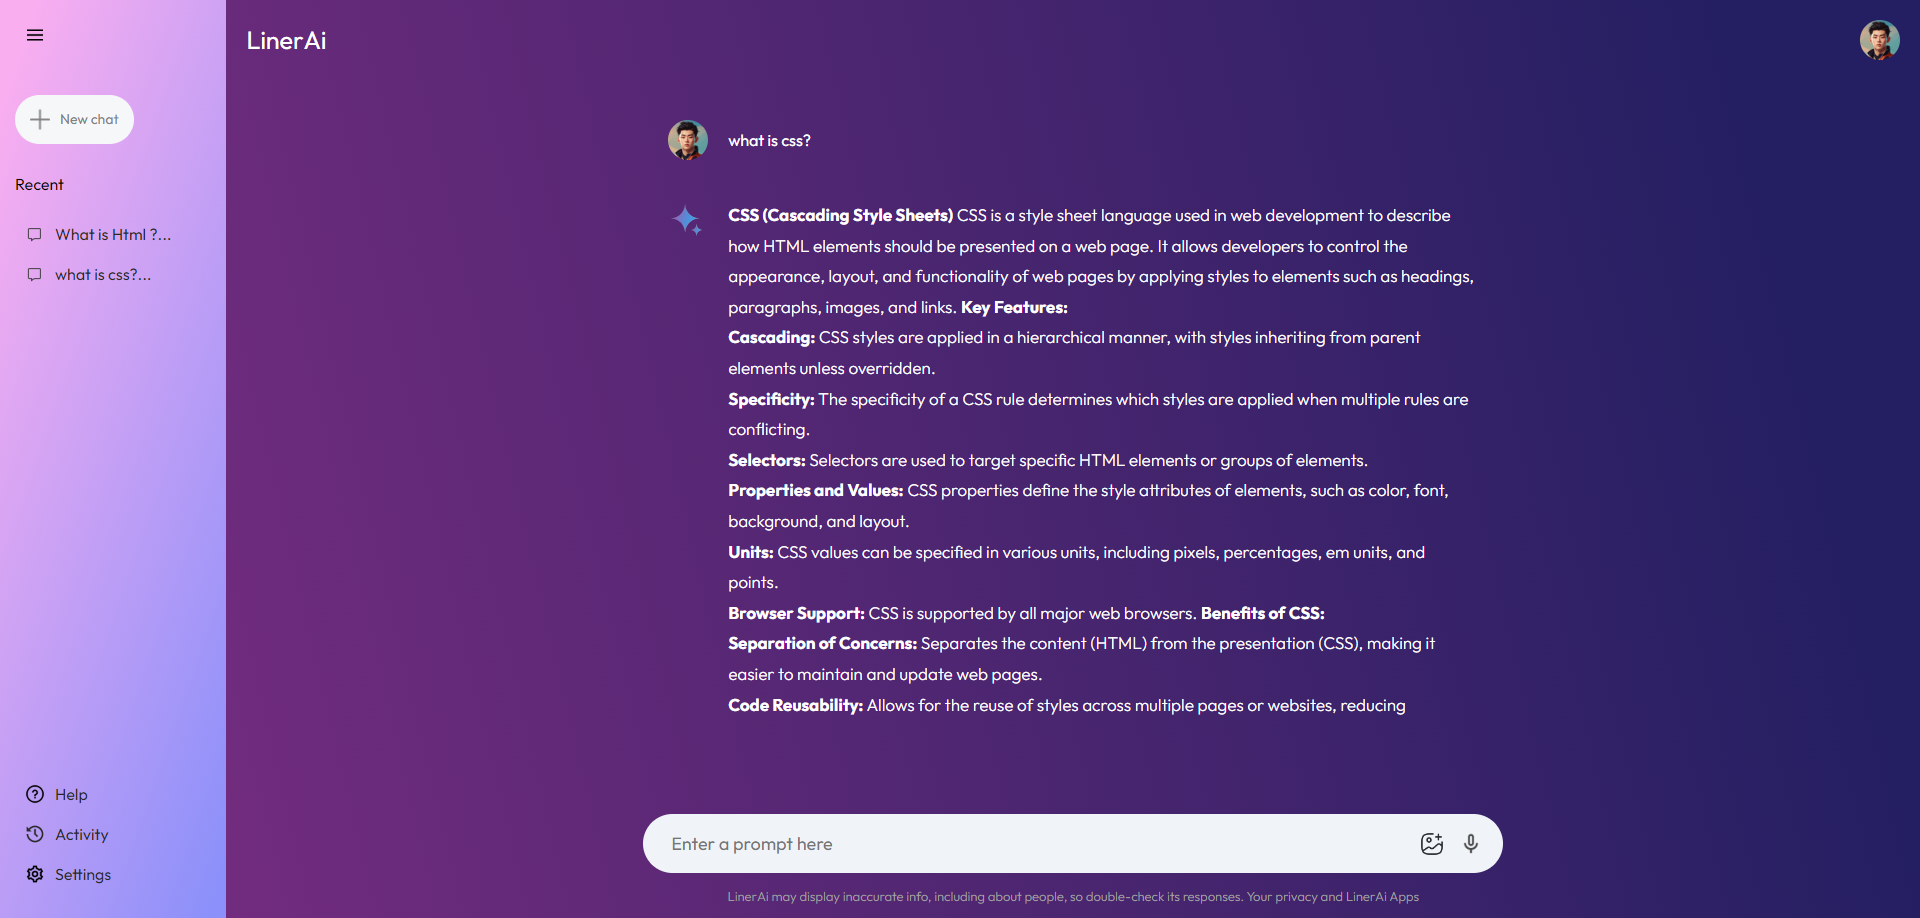 LinerAi
New chat
Recent
What is Html ?...
what is css?...
Help
Activity
Settings
what is css?
CSS (Cascading Style Sheets) CSS is a style sheet language used in web development to describe
how HTML elements should be presented on a web page. It allows developers to control the
appearance, layout, and functionality of web pages by applying styles to elements such as headings,
paragraphs, images, and links. Key Features:
Cascading: CSS styles are applied in a hierarchical manner, with styles inheriting from parent
elements unless overridden.
Specificity: The specificity of a CSS rule determines which styles are applied when multiple rules are
conflicting.
Selectors: Selectors are used to target specific HTML elements or groups of elements.
Properties and Values: CSS properties define the style attributes of elements, such as color, font,
background, and layout.
Units: CSS values can be specified in various units, including pixels, percentages, em units, and
points.
Browser Support: CSS is supported by all major web browsers. Benefits of CSS:
Separation of Concerns: Separates the content (HTML) from the presentation (CSS), making it
easier to maintain and update web pages.
Code Reusability: Allows for the reuse of styles across multiple pages or websites, reducing
Enter a prompt here
LinerAi may display inaccurate info, including about people, so double-check its responses. Your privacy and LinerAi Apps